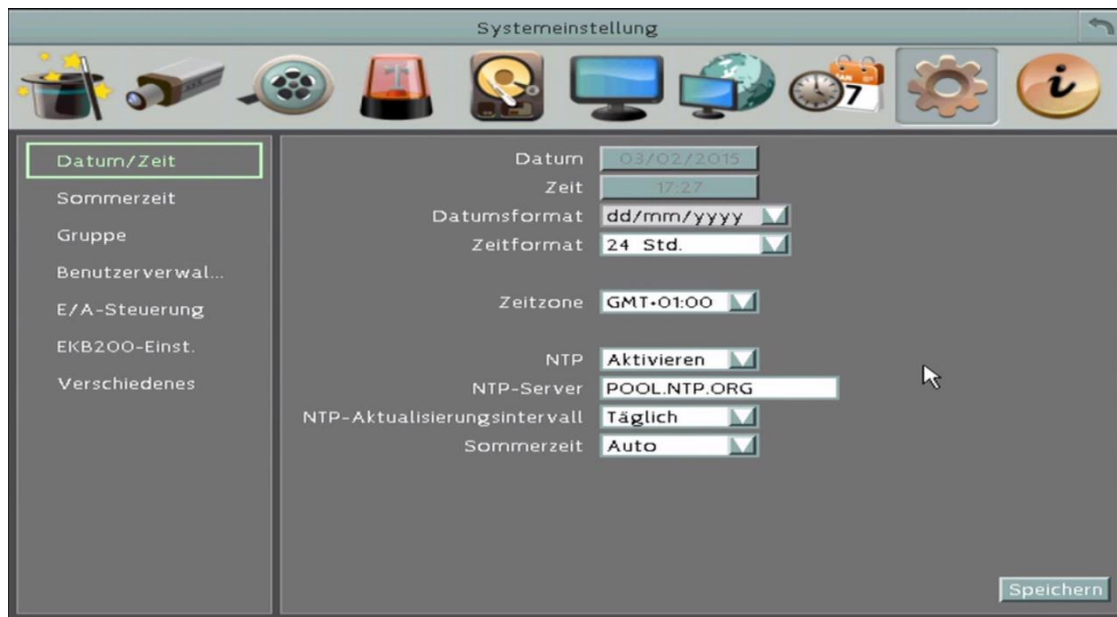 Systemeinstellung
JAN
7
i
Datum/Zeit
Sommerzeit
Gruppe
Benutzerverwal...
E/A-Steuerung
EKB200-Einst.
Verschiedenes
Datum 03/02/2015
Zeit 17:27
Datumsformat dd/mm/yyyy
Zeitformat 24 Std.
Zeitzone GMT+01:00
NTP Aktivieren
NTP-Server POOL.NTP.ORG
NTP-Aktualisierungsintervall Täglich
Sommerzeit Auto
Speichern